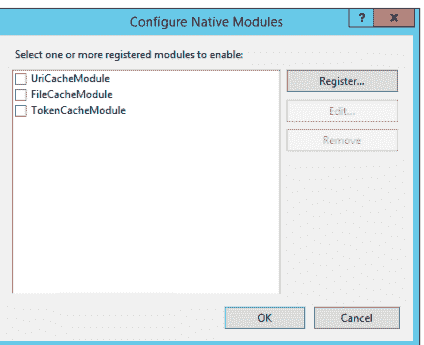 Configure Native Modules
? x
Select one or more registered modules to enable:
UriCacheModule
FileCacheModule
TokenCacheModule
Register...
Edit...
Remove
OK
Cancel